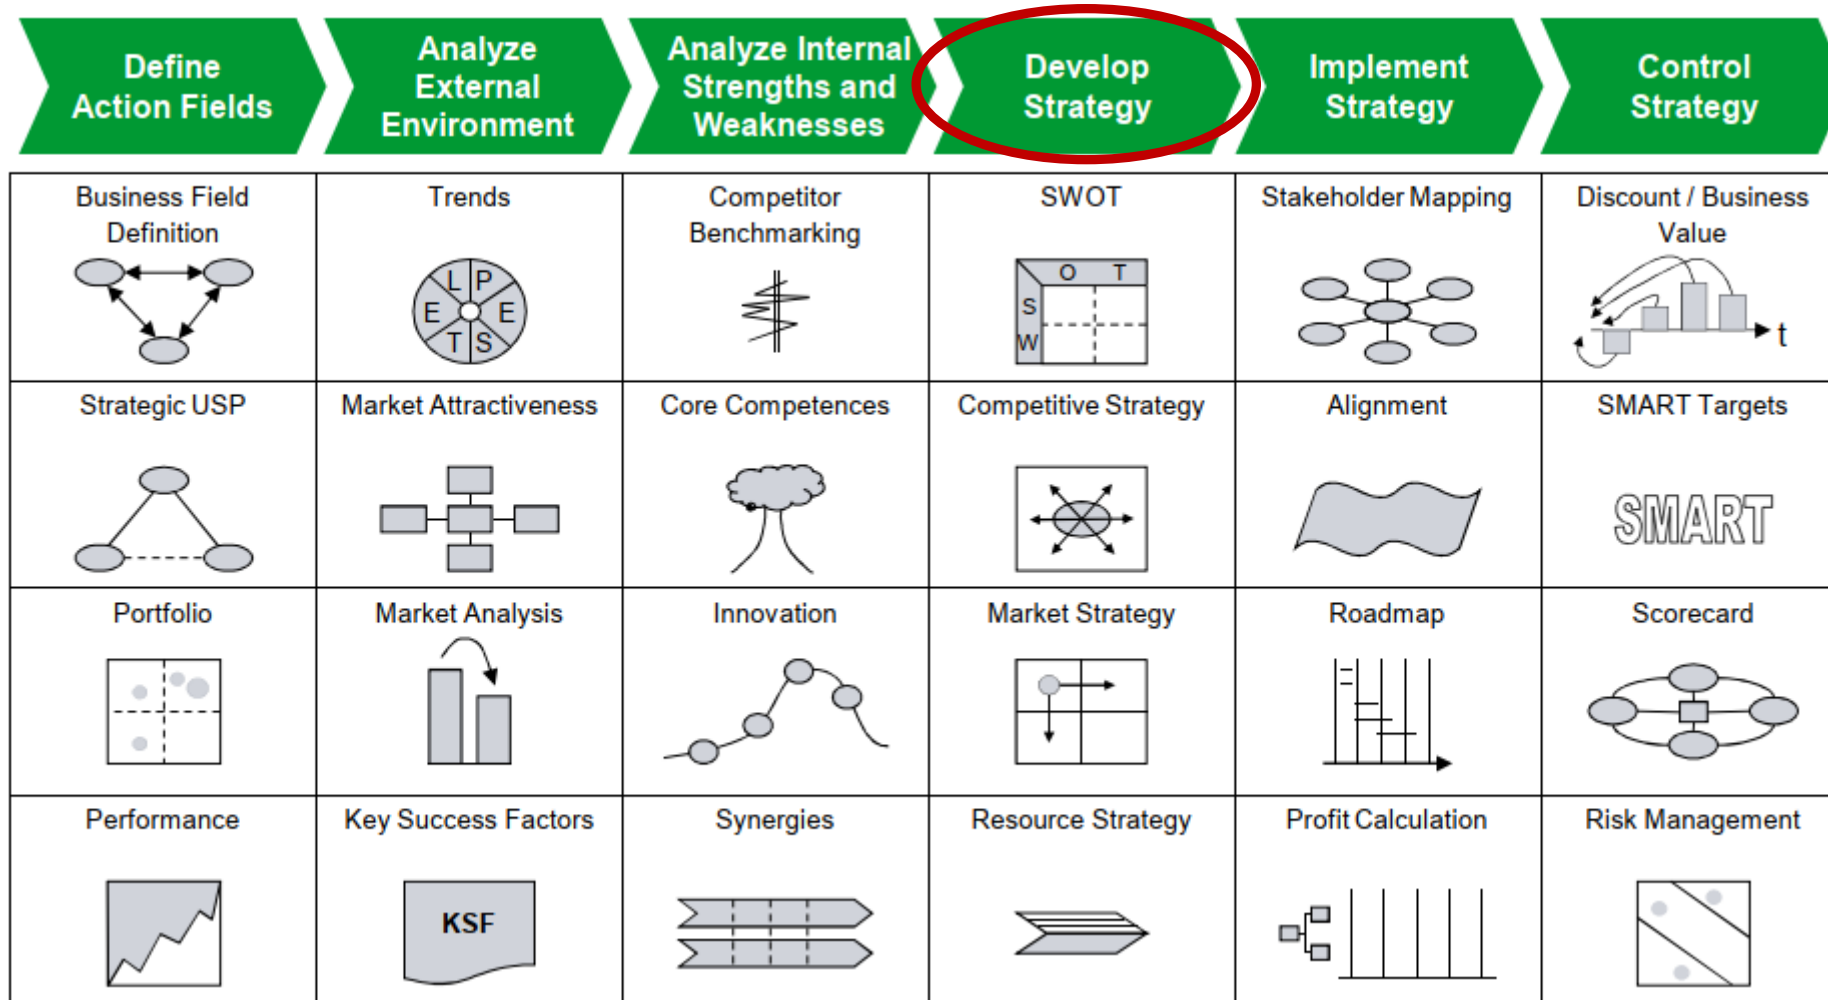 Define
Action Fields
Analyze
External
Environment
Analyze Internal
Strengths and
Weaknesses
Develop
Strategy
Implement
Strategy
Control
Strategy
Business Field
Definition
Trends
L P
E E
T S
Competitor
Benchmarking
SWOT
O T
S
W
Stakeholder Mapping
Discount / Business
Value
t
Strategic USP
Market Attractiveness
Core Competences
Competitive Strategy
Alignment
SMART Targets
SMART
Portfolio
Market Analysis
Innovation
Market Strategy
Roadmap
Scorecard
Performance
Key Success Factors
KSF
Synergies
Resource Strategy
Profit Calculation
Risk Management